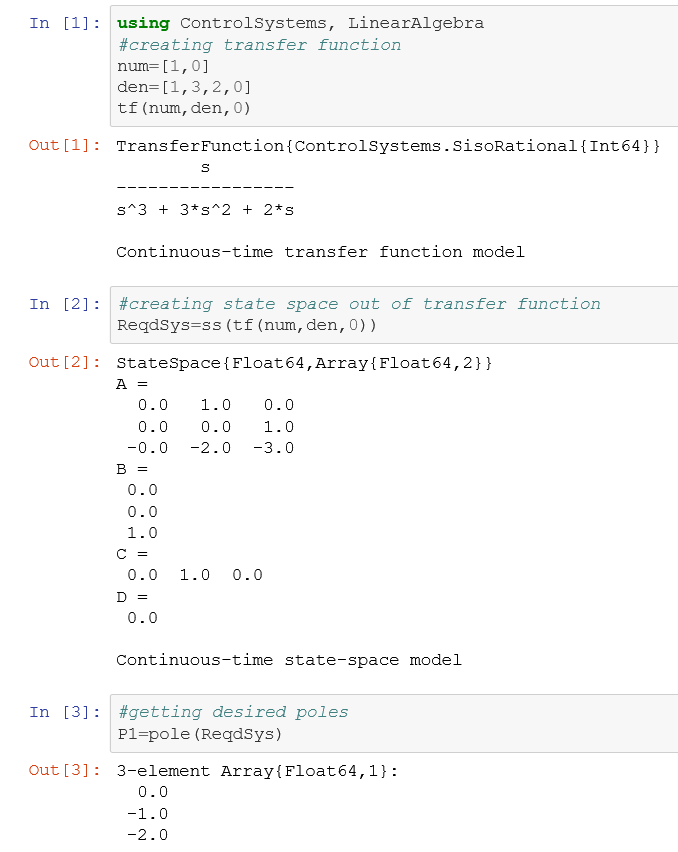 In [1]: using ControlSystems, LinearAlgebra
#creating transfer function
num=[1,0]
den=[1,3,2,0]
tf(num,den,0)
Out[1]: TransferFunction{ControlSystems.SisoRational{Int64}}
s
-----------------
s^3 + 3*s^2 + 2*s
Continuous-time transfer function model
In [2]: #creating state space out of transfer function
ReqdSys=ss(tf(num,den,0))
Out[2]: StateSpace{Float64,Array{Float64,2}}
A =
0.0 1.0 0.0
0.0 0.0 1.0
-0.0 -2.0 -3.0
B =
0.0
0.0
1.0
C =
0.0 1.0 0.0
D =
0.0
Continuous-time state-space model
In [3]: #getting desired poles
P1=pole(ReqdSys)
Out[3]: 3-element Array{Float64,1}:
0.0
-1.0
-2.0